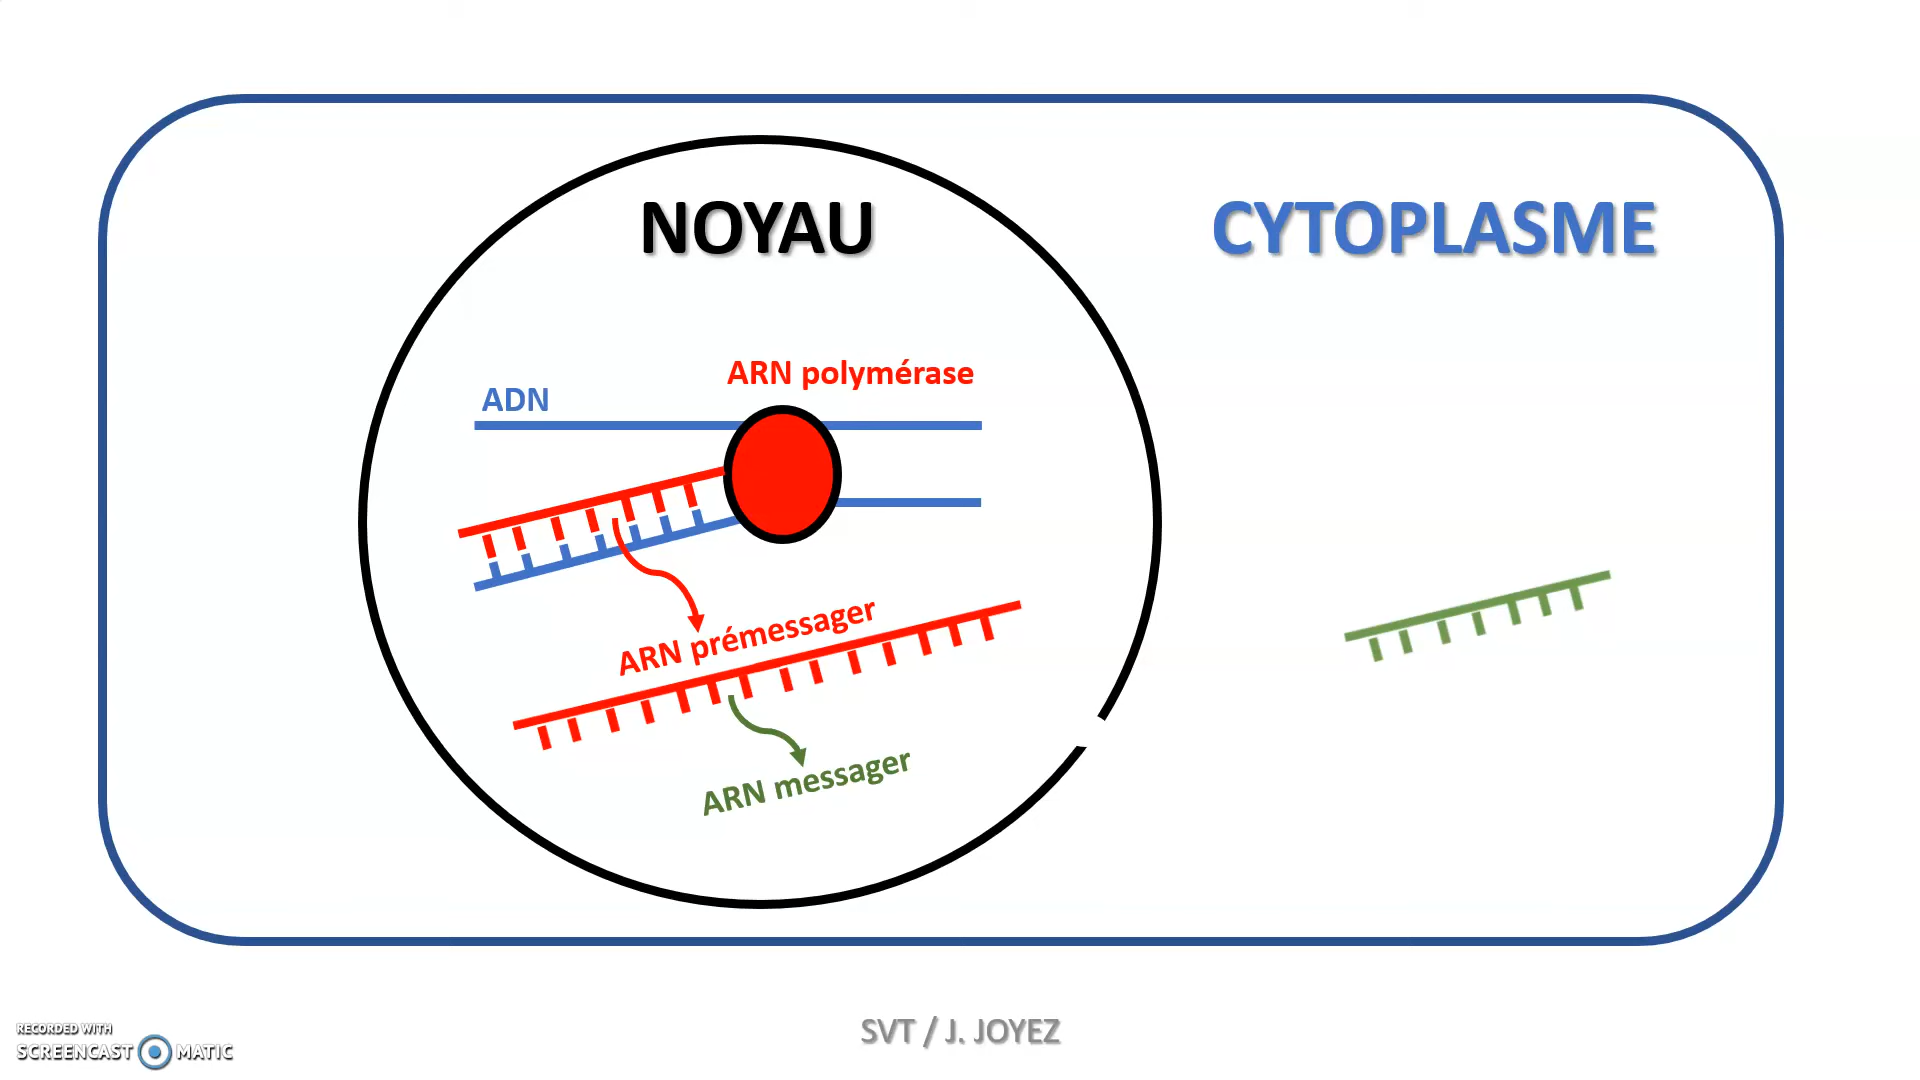 NOYAU
CYTOPLASME
ARN polymérase
ADN
ARN prémessager
ARN messager
SVT / J. JOYEZ
RECORDED WITH
SCREENCAST MATIC